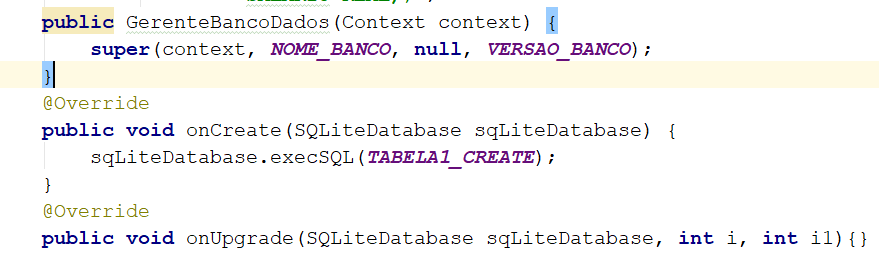 public GerenteBancoDados(Context context) {
super(context, NOME_BANCO, null, VERSAO_BANCO);
}
@Override
public void onCreate(SQLiteDatabase sqLiteDatabase) {
sqLiteDatabase.execSQL(TABELA1_CREATE);
}
@Override
public void onUpgrade(SQLiteDatabase sqLiteDatabase, int i, int i1){}